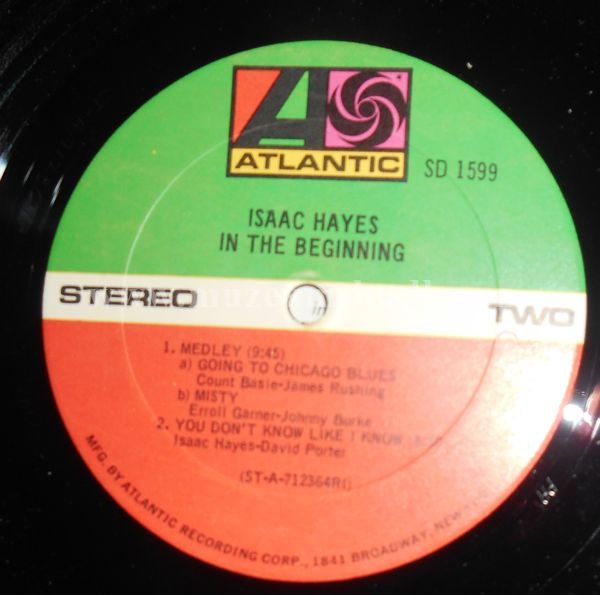 ATLANTIC
SD 1599
ISAAC HAYES
IN THE BEGINNING
STEREO
TWO
1. MEDLEY (9:45)
a) GOING TO CHICAGO BLUES
Count Basie-James Rushing
b) MISTY
Erroll Garner-Johnny Burke
2. YOU DON'T KNOW LIKE I KNOW
Isaac Hayes-David Porter
(ST-A-712364RI)
MFG. BY ATLANTIC RECORDING CORP., 1841 BROADWAY, NEW
in